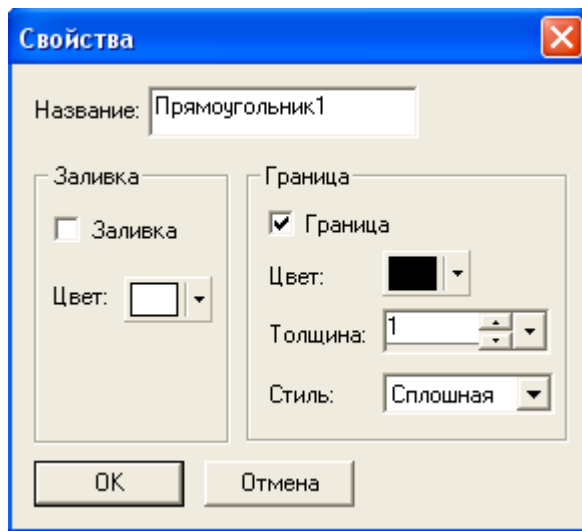 Свойства
Название: Прямоугольник1
Заливка
Заливка
Цвет:
Граница
Граница
Цвет:
Толщина: 1
Стиль: Сплошная
OK
Отмена